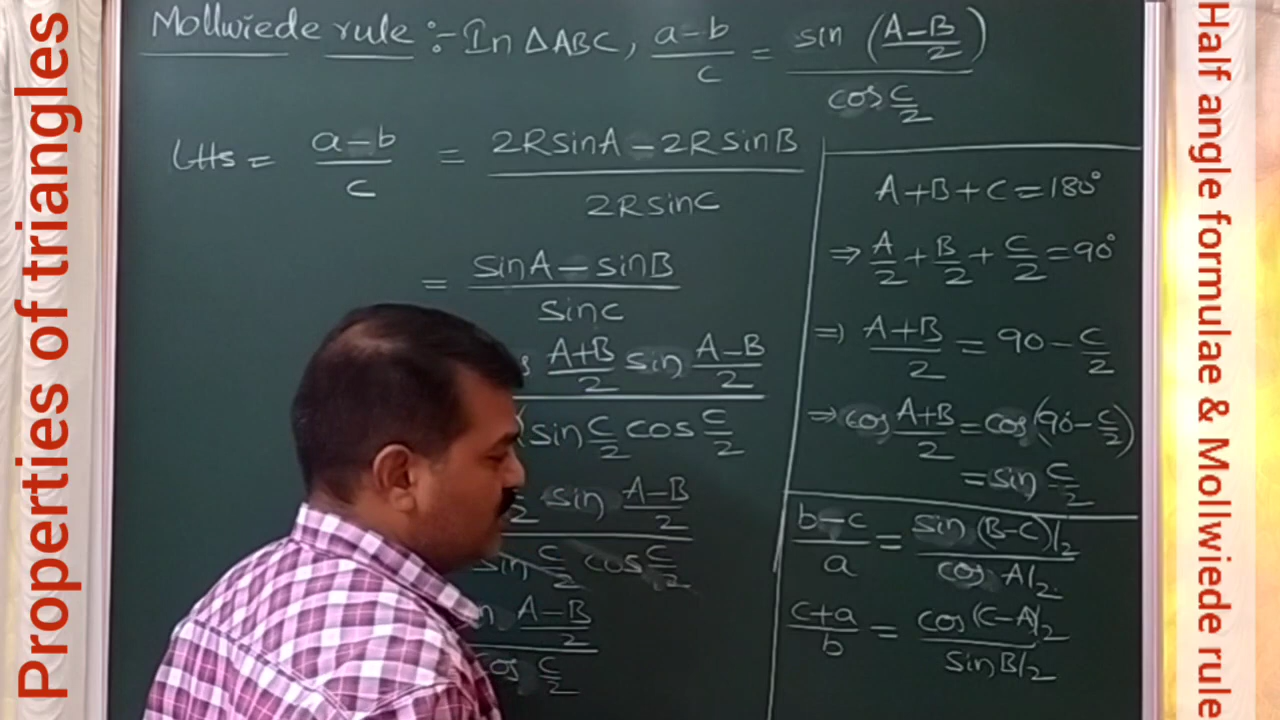 Properties of triangles
Mollwiede rule :- In ΔABC, (a-b)/c = sin (A-B/2) / cos C/2
LHS = (a-b)/c = (2R sinA - 2R sinB) / 2R sinC
= (sinA - sinB) / sinC
A+B/2 sin A-B/2 / (sin C/2 cos C/2
sin A-B/2 / sin C/2 cos C/2
A-B/2 / cos C/2
A+B+C = 180°
⇒ A/2 + B/2 + C/2 = 90°
⇒ A+B/2 = 90 - C/2
⇒ cos A+B/2 = cos (90 - C/2)
= sin C/2
(b-c)/a = sin (B-C)/2 / cos A/2
(c+a)/b = cos (C-A)/2 / sin B/2
Half angle formulae & Mollwiede rule